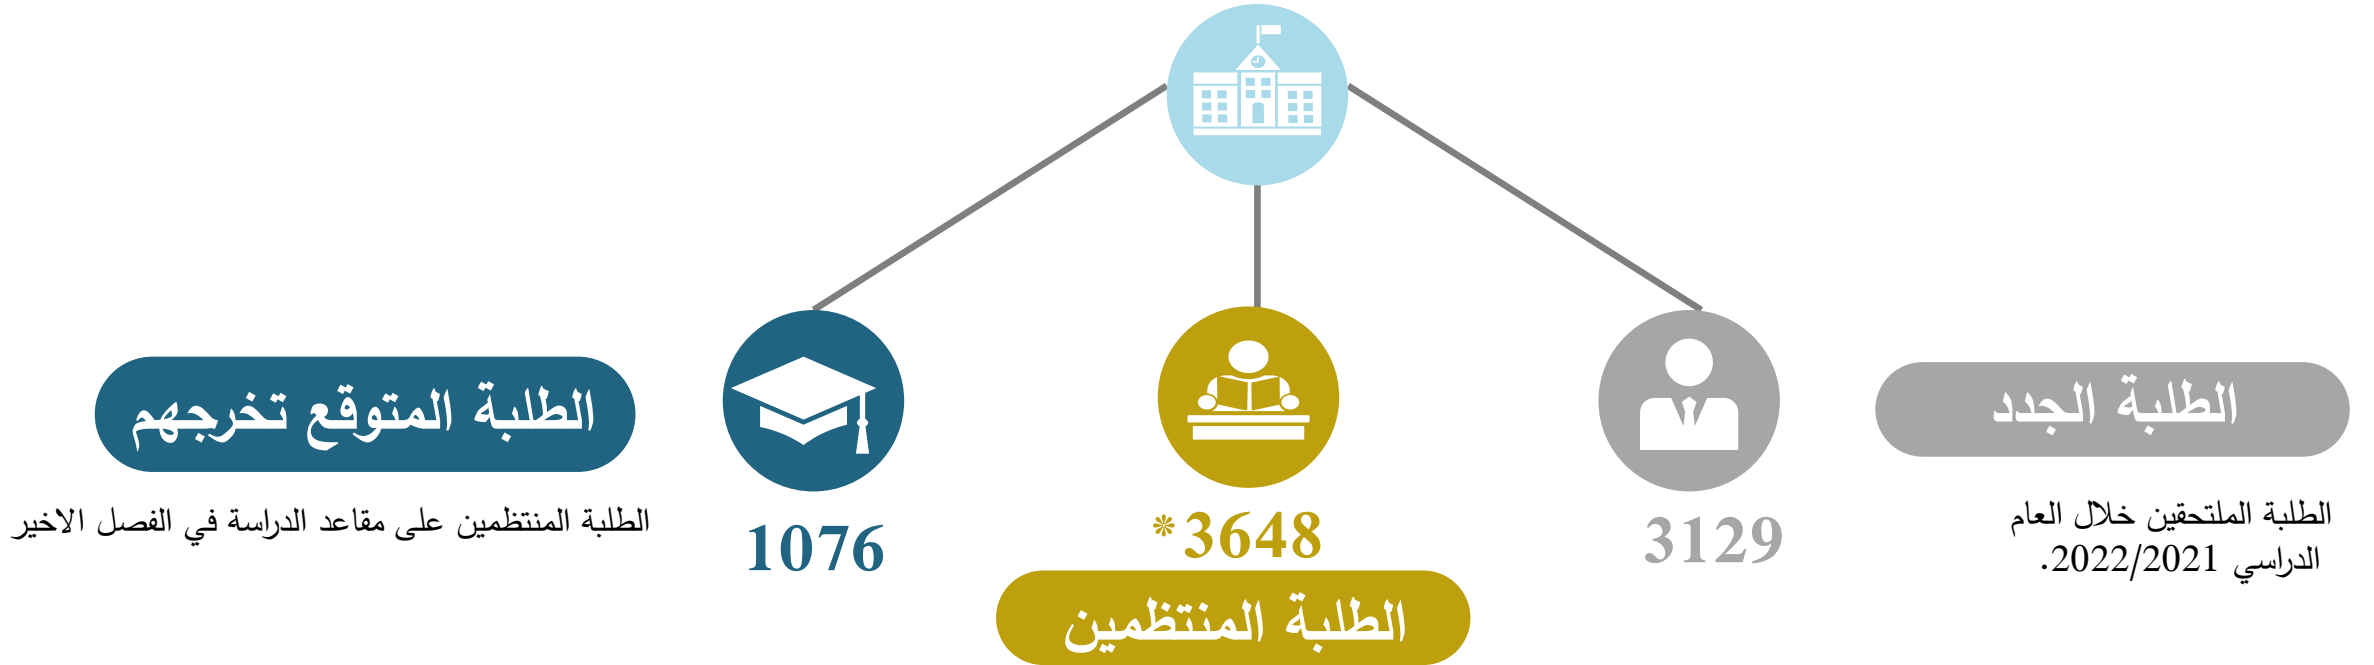 الطلبة الجدد
الطلبة الملتحقين خلال العام
الدراسي 2022/2021.
3129
*3648
الطلبة المنتظمين
1076
الطلبة المتوقع تخرجهم
الطلبة المنتظمين على مقاعد الدراسة في الفصل الاخير